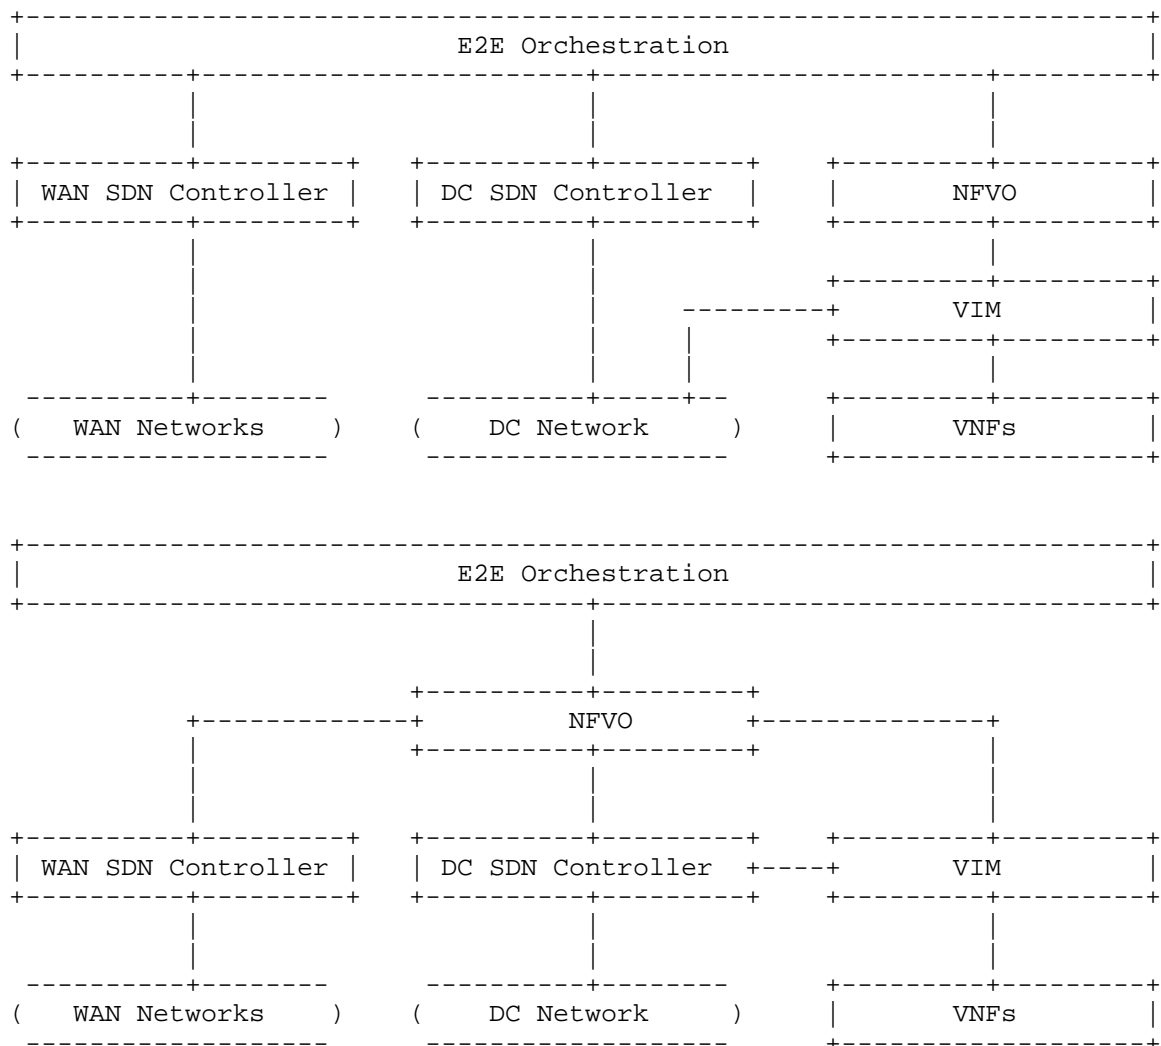 E2E Orchestration
WAN SDN Controller DC SDN Controller NFVO
VIM
( WAN Networks ) ( DC Network ) VNFs
E2E Orchestration
NFVO
WAN SDN Controller DC SDN Controller VIM
( WAN Networks ) ( DC Network ) VNFs